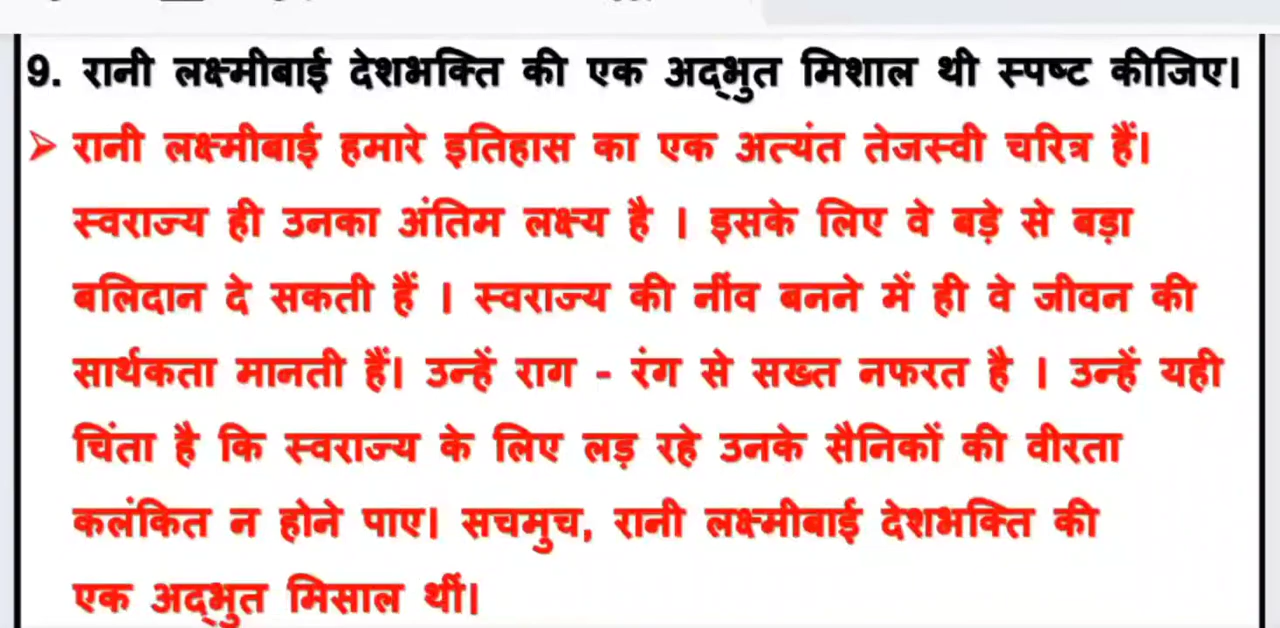 9. रानी लक्ष्मीबाई देशभक्ति की एक अद्भुत मिशाल थी स्पष्ट कीजिए।
➢ रानी लक्ष्मीबाई हमारे इतिहास का एक अत्यंत तेजस्वी चरित्र हैं।
स्वराज्य ही उनका अंतिम लक्ष्य है । इसके लिए वे बड़े से बड़ा
बलिदान दे सकती हैं । स्वराज्य की नींव बनने में ही वे जीवन की
सार्थकता मानती हैं। उन्हें राग - रंग से सख्त नफरत है । उन्हें यही
चिंता है कि स्वराज्य के लिए लड़ रहे उनके सैनिकों की वीरता
कलंकित न होने पाए। सचमुच, रानी लक्ष्मीबाई देशभक्ति की
एक अद्भुत मिसाल थीं।